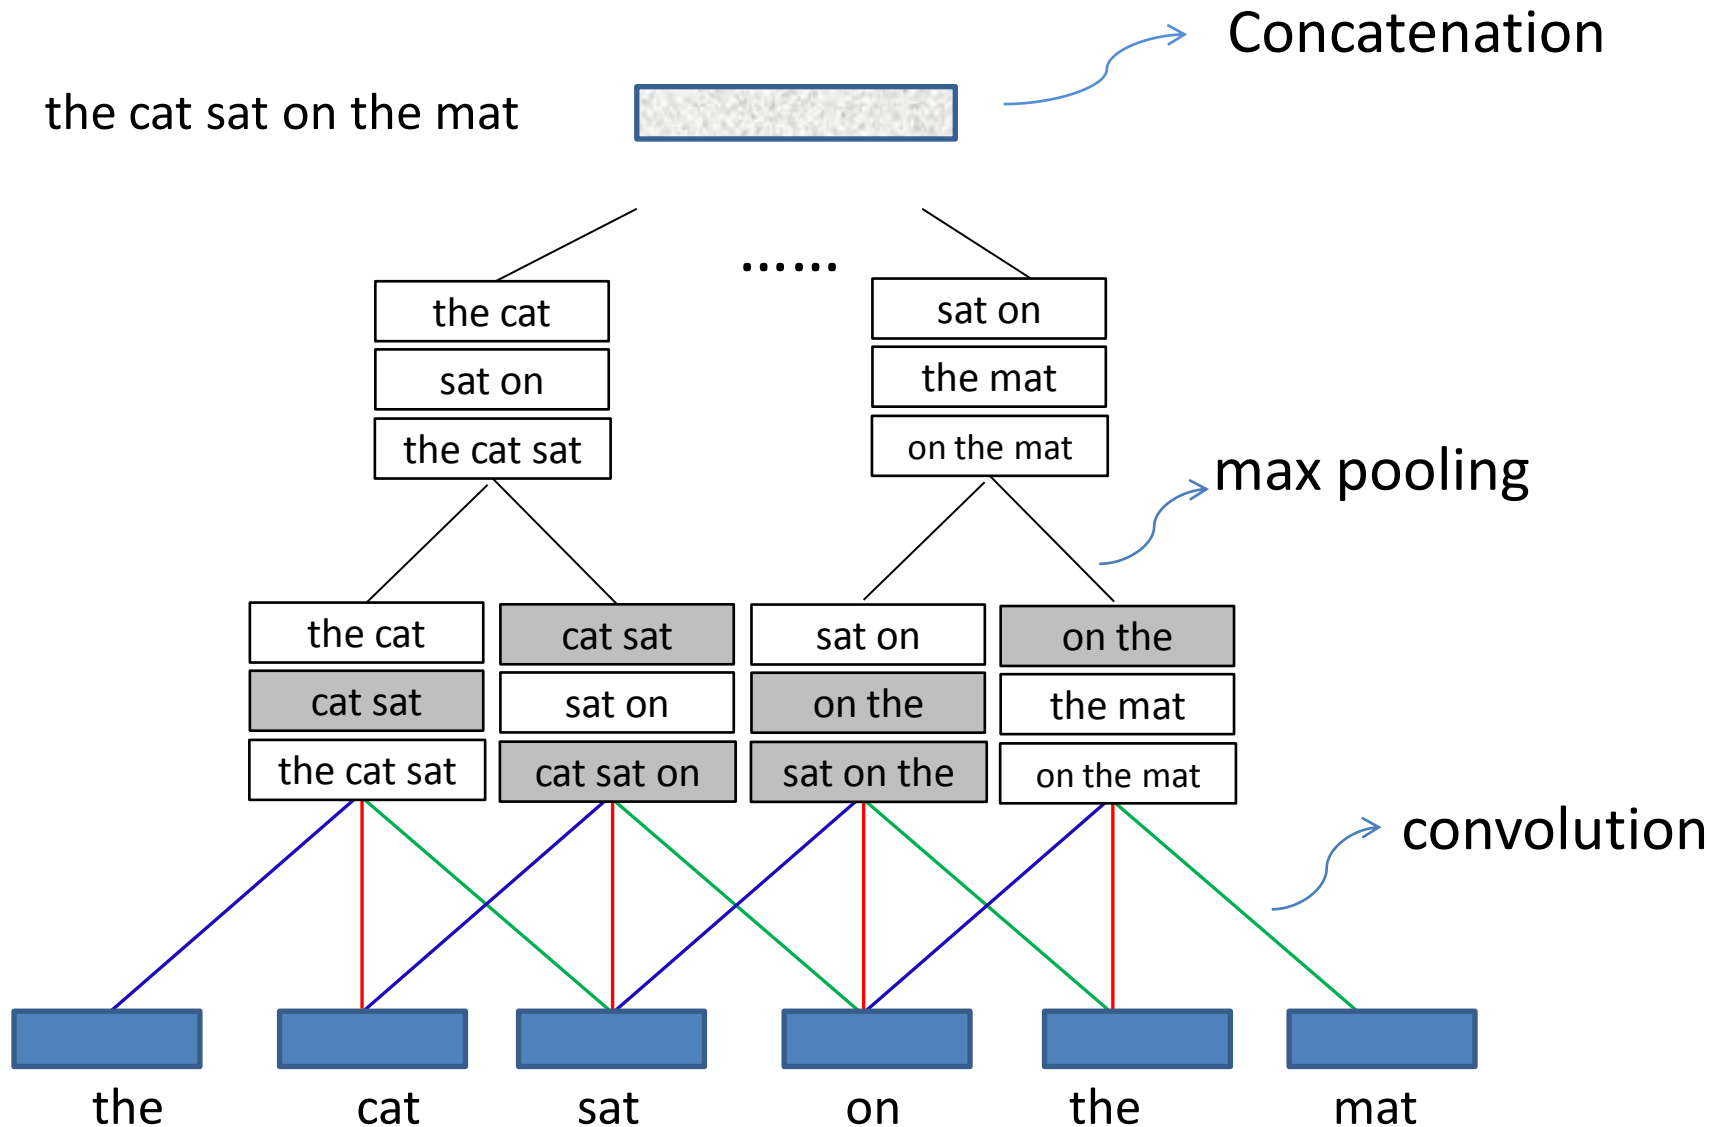 Concatenation
the cat sat on the mat
......
the cat
sat on
the cat sat
sat on
the mat
on the mat
max pooling
the cat
cat sat
the cat sat
cat sat
sat on
cat sat on
sat on
on the
sat on the
on the
the mat
on the mat
convolution
the
cat
sat
on
the
mat